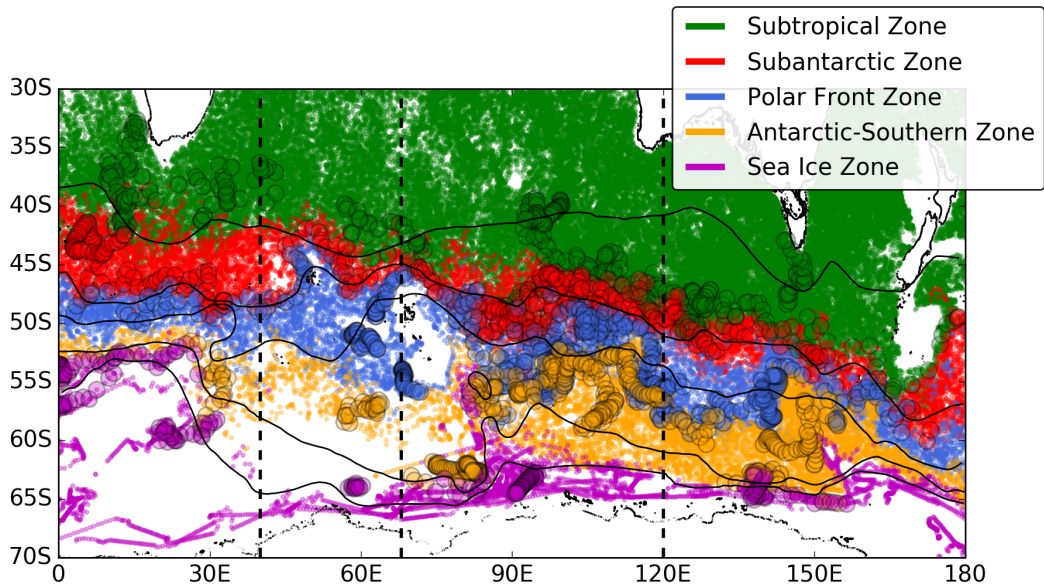 Subtropical Zone
Subantarctic Zone
Polar Front Zone
Antarctic-Southern Zone
Sea Ice Zone
30S
35S
40S
45S
50S
55S
60S
65S
70S
0 30E 60E 90E 120E 150E 180